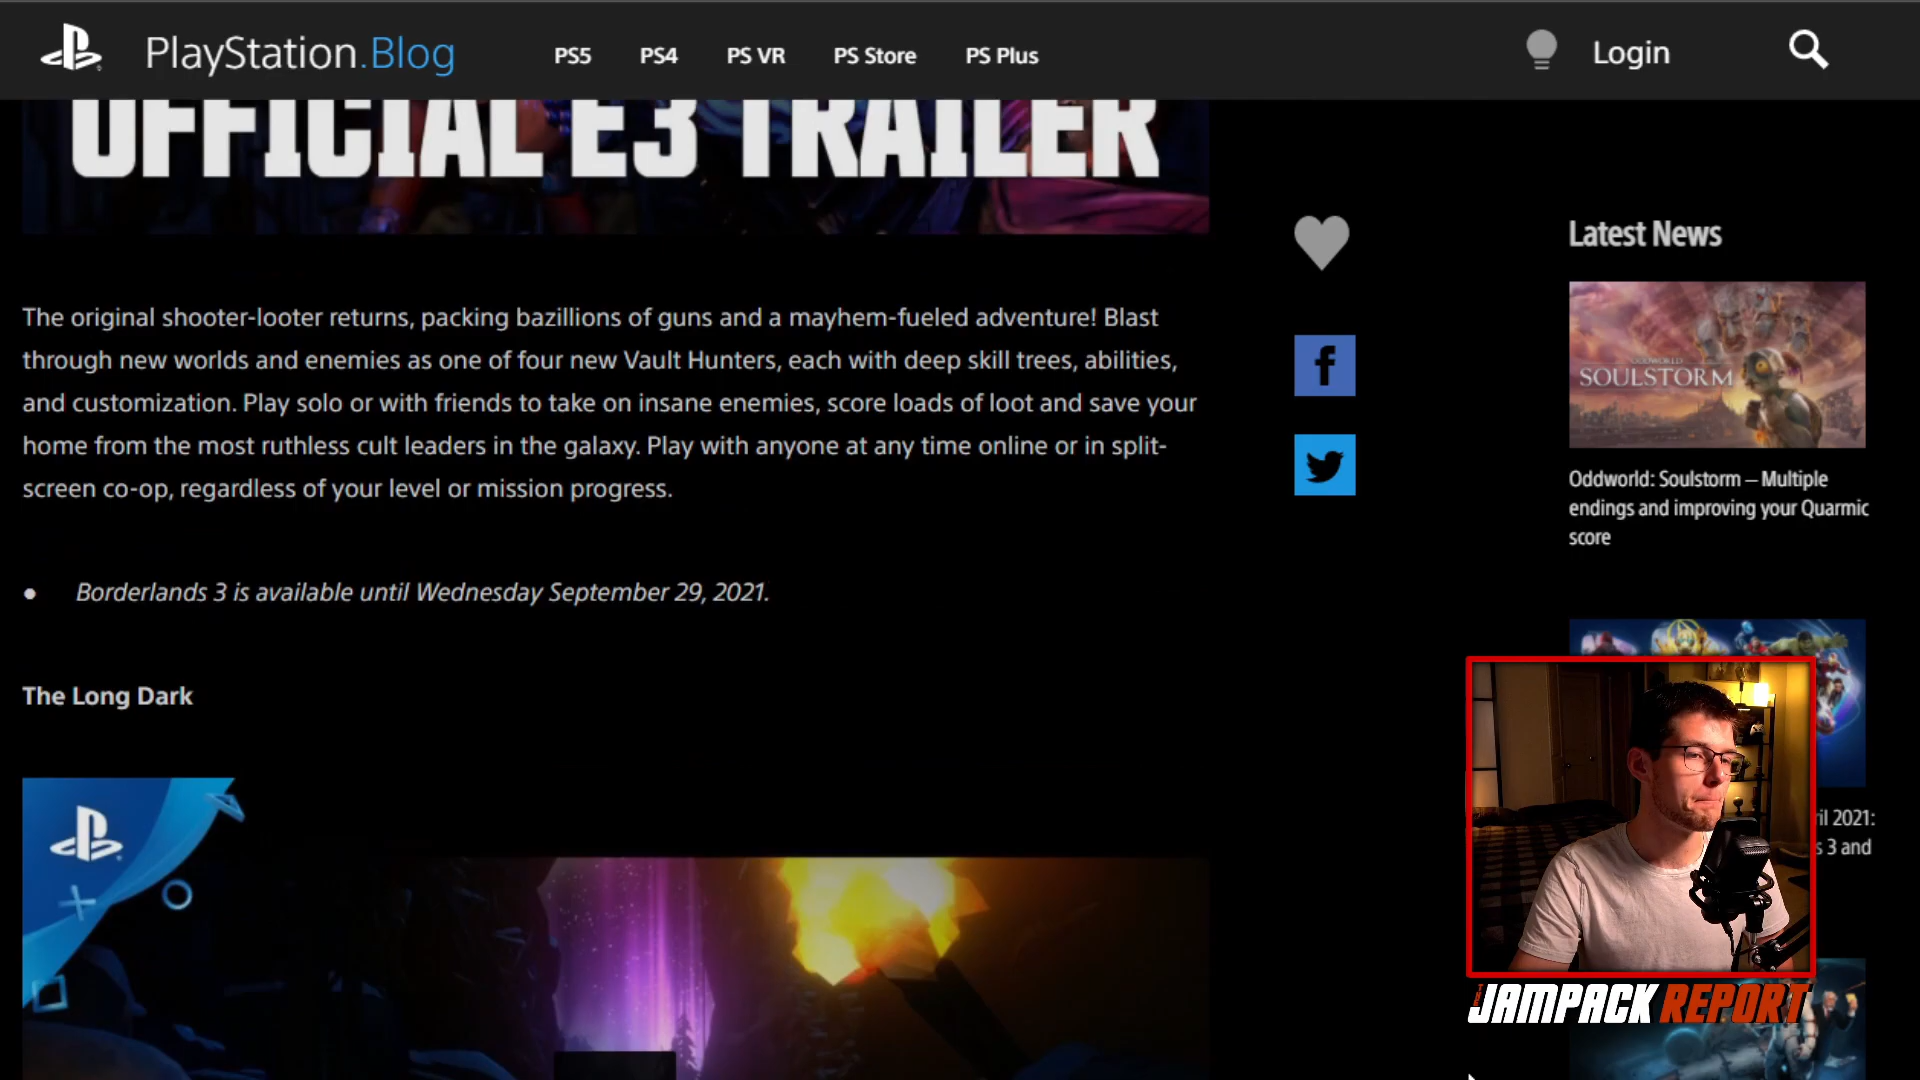 PlayStation.Blog
PS5
PS4
PS VR
PS Store
PS Plus
Login
OFFICIAL E3 TRAILER
The original shooter-looter returns, packing bazillions of guns and a mayhem-fueled adventure! Blast
through new worlds and enemies as one of four new Vault Hunters, each with deep skill trees, abilities,
and customization. Play solo or with friends to take on insane enemies, score loads of loot and save your
home from the most ruthless cult leaders in the galaxy. Play with anyone at any time online or in split-
screen co-op, regardless of your level or mission progress.
Borderlands 3 is available until Wednesday September 29, 2021.
The Long Dark
Latest News
ODDWORLD
SOULSTORM
Oddworld: Soulstorm – Multiple
endings and improving your Quarmic
score
il 2021:
s 3 and
THE JAMPACK REPORT